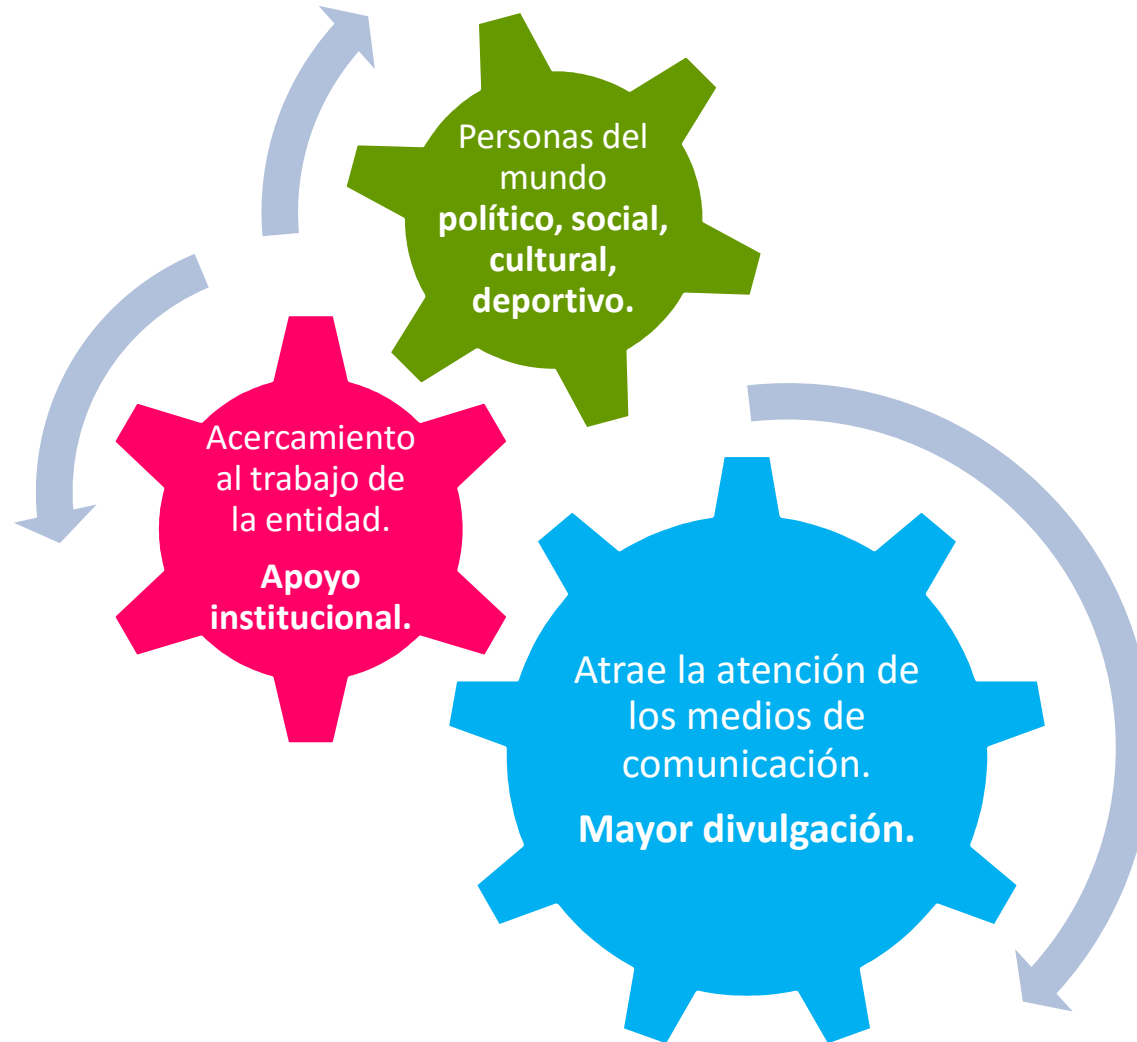 Personas del
mundo
político, social,
cultural,
deportivo.
Acercamiento
al trabajo de
la entidad.
Apoyo
institucional.
Atrae la atención de
los medios de
comunicación.
Mayor divulgación.